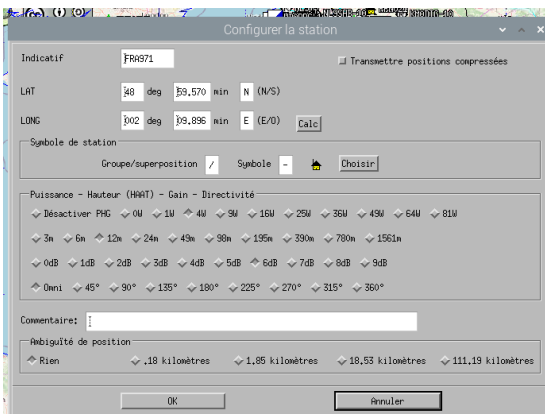 Configurer la station
Indicatif FRA971 Transmettre positions compressées
LAT 48 deg 59.570 min N (N/S)
LONG 002 deg 09.896 min E (E/O) Calc
Symbole de station
Groupe/superposition / Symbole - Choisir
Puissance - Hauteur (HAAT) - Gain - Directivité
Désactiver PHG 0W 1W 4W 9W 16W 25W 36W 49W 64W 81W
3m 6m 12m 24m 49m 98m 195m 390m 780m 1561m
0dB 1dB 2dB 3dB 4dB 5dB 6dB 7dB 8dB 9dB
Omni 45° 90° 135° 180° 225° 270° 315° 360°
Commentaire:
Ambiguïté de position
Rien .18 kilomètres 1.85 kilomètres 18.53 kilomètres 111.19 kilomètres
OK Annuler